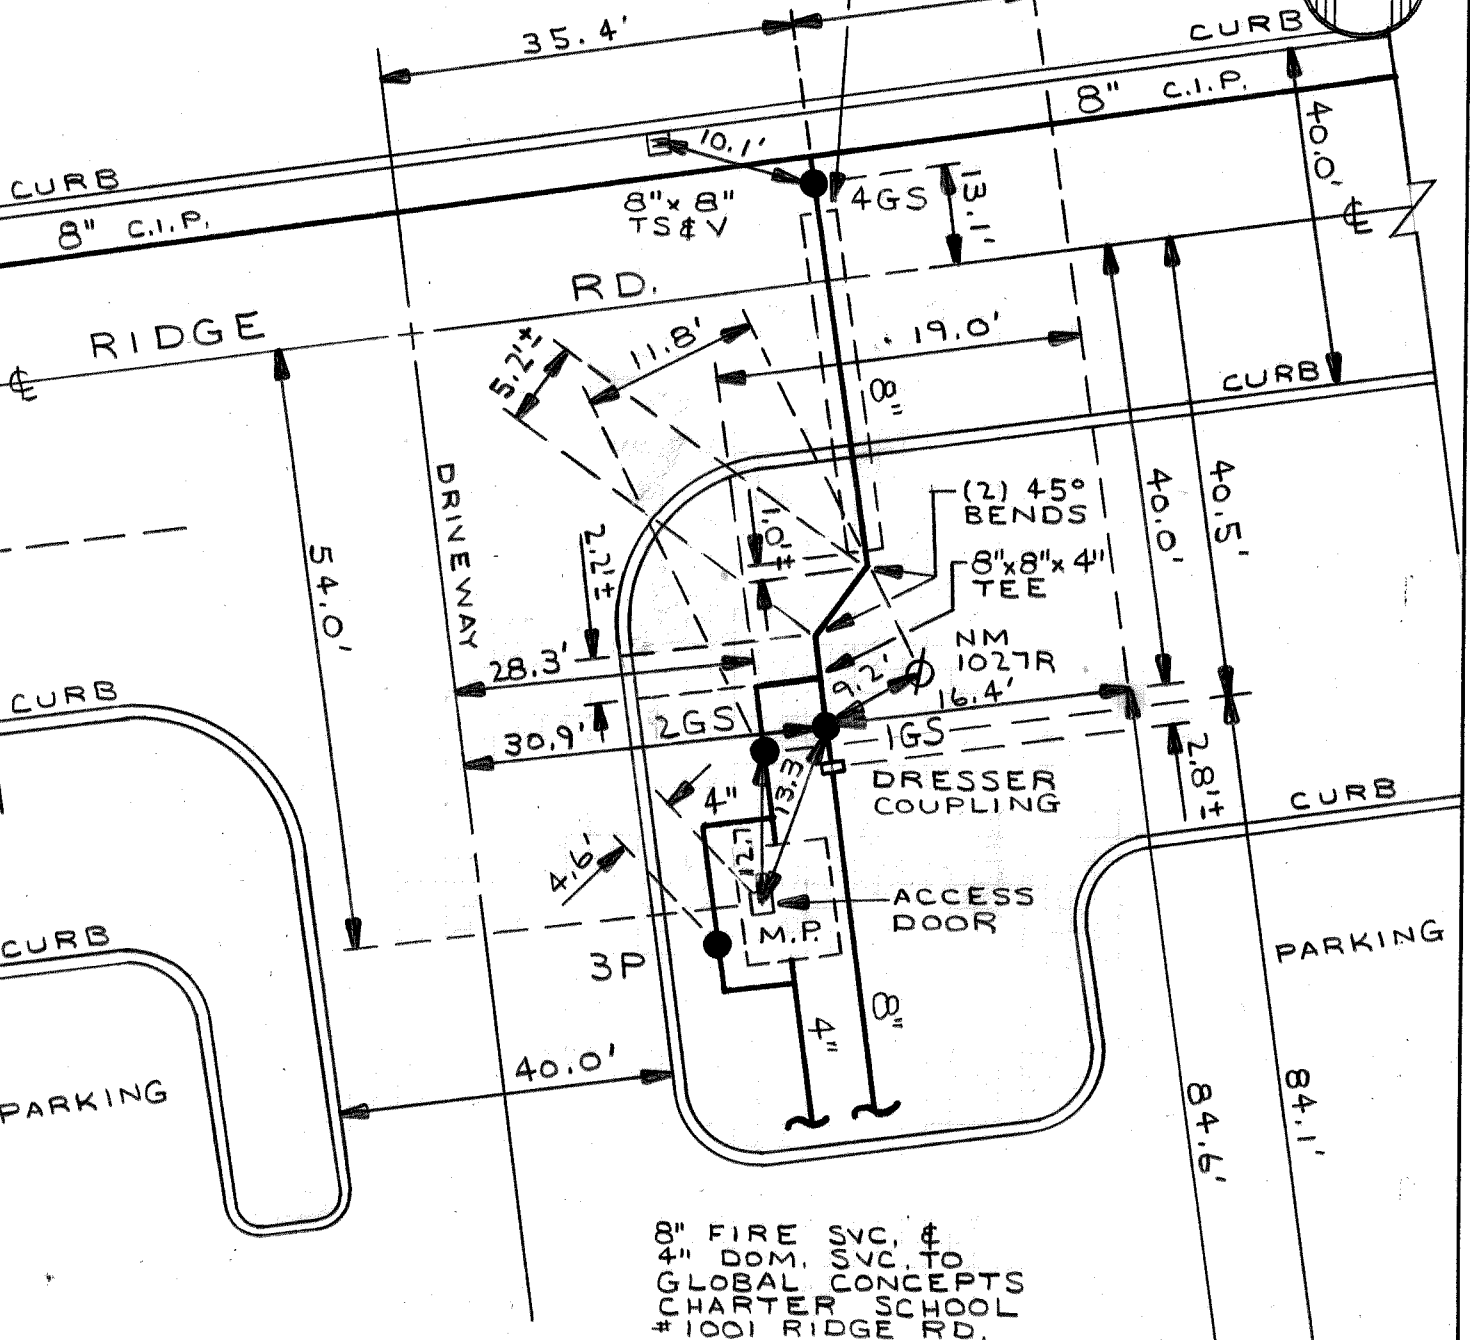 35.4'
CURB
8" C.I.P.
40.0'
10.1'
CURB
8" C.I.P.
8"x 8"
TS & V
4GS
13.1'
℄
RD.
RIDGE
℄
5.2'±
11.8'
19.0'
8"
CURB
DRIVEWAY
54.0'
2.2'±
1.0'±
(2) 45°
BENDS
40.0'
40.5'
8"x8"x 4"
TEE
NM
1027R
28.3'
9.2'
16.4'
CURB
30.9'
2GS
1GS
2.8'±
DRESSER
COUPLING
CURB
4"
13.3
12.7
4.6'
ACCESS
DOOR
M.P.
PARKING
CURB
3P
8"
4"
40.0'
PARKING
84.6'
84.1'
8" FIRE SVC. &
4" DOM. SVC. TO
GLOBAL CONCEPTS
CHARTER SCHOOL
#1001 RIDGE RD.